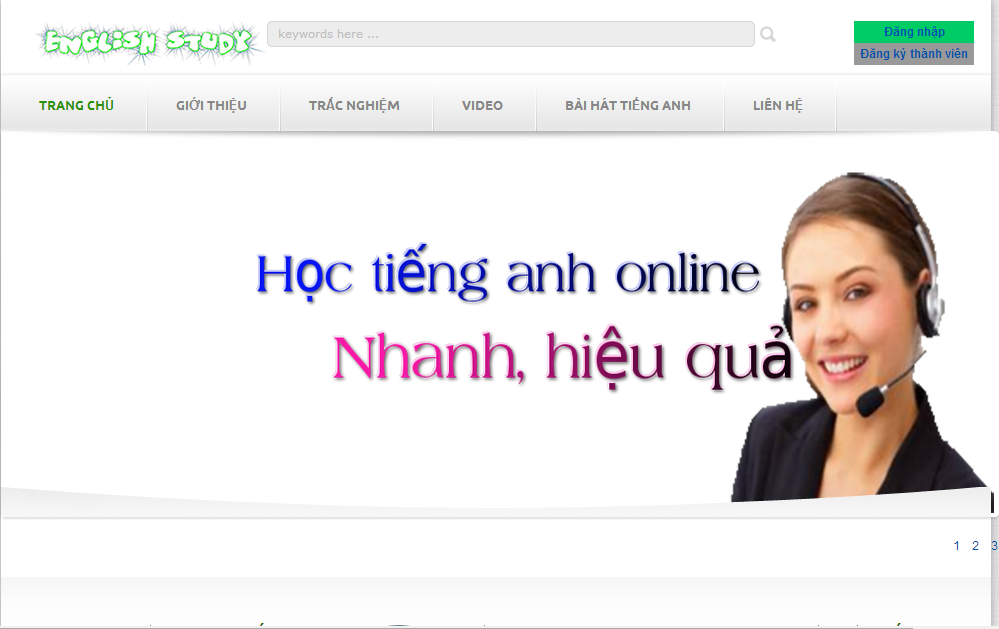 ENGLISH STUDY
keywords here ...
Đăng nhập
Đăng ký thành viên
TRANG CHỦ GIỚI THIỆU TRẮC NGHIỆM VIDEO BÀI HÁT TIẾNG ANH LIÊN HỆ
Học tiếng anh online
Nhanh, hiệu quả
1 2 3